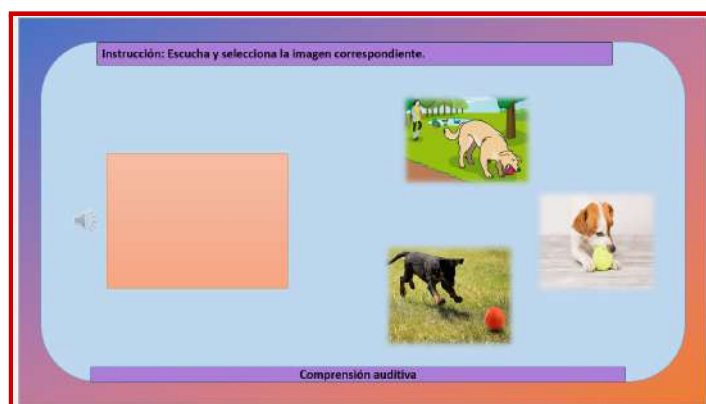 Instrucción: Escucha y selecciona la imagen correspondiente.
Comprensión auditiva